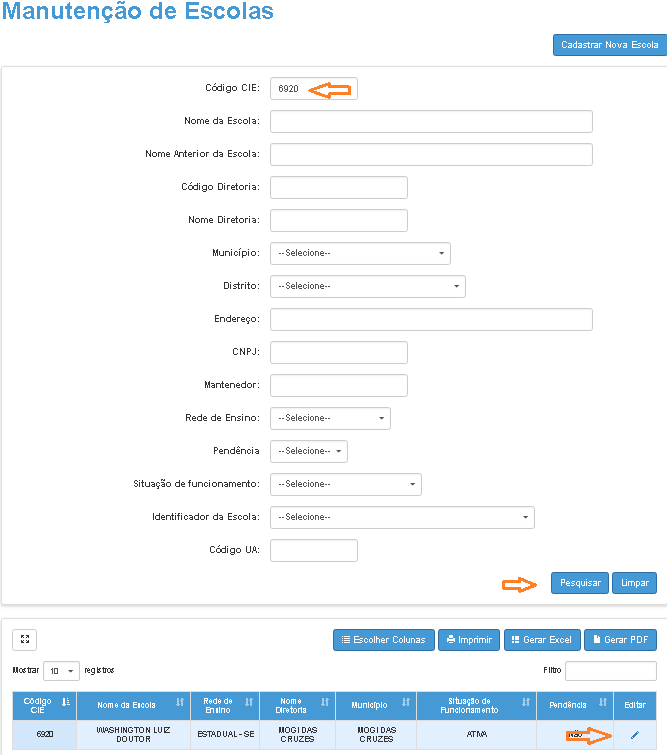 Manutenção de Escolas
Cadastrar Nova Escola
Código CIE: 6920
Nome da Escola:
Nome Anterior da Escola:
Código Diretoria:
Nome Diretoria:
Município: --Selecione--
Distrito: --Selecione--
Endereço:
CNPJ:
Mantenedor:
Rede de Ensino: --Selecione--
Pendência --Selecione--
Situação de funcionamento: --Selecione--
Identificador da Escola: --Selecione--
Código UA:
Pesquisar Limpar
Escolher Colunas Imprimir Gerar Excel Gerar PDF
Mostrar 10 registros Filtro
Código CIE Nome da Escola Rede de Ensino Nome Diretoria Município Situação de Funcionamento Pendência Editar
6920 WASHINGTON LUIZ DOUTOR ESTADUAL - SE MOGI DAS CRUZES MOGI DAS CRUZES ATIVA Não